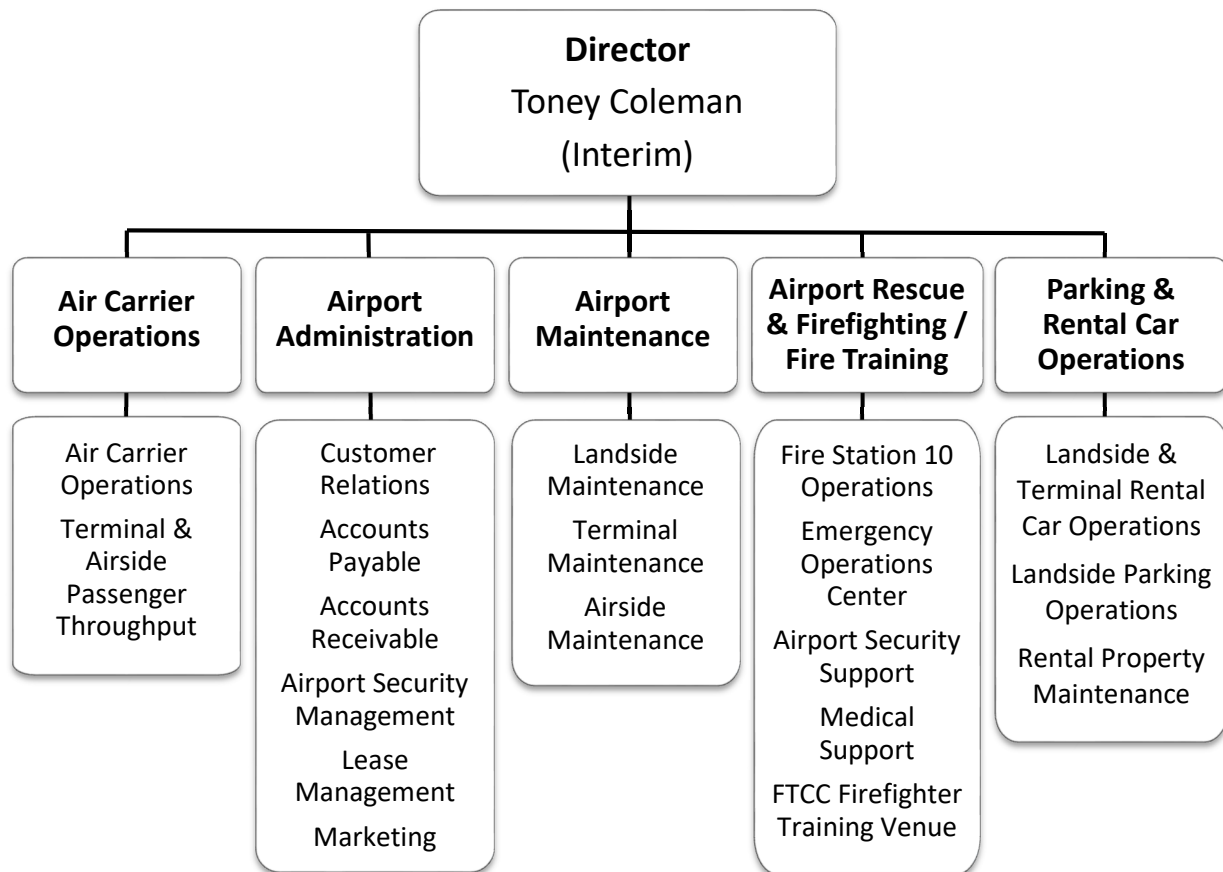 Director
Toney Coleman
(Interim)
Air Carrier
Operations
Airport
Administration
Airport
Maintenance
Airport Rescue
& Firefighting /
Fire Training
Parking &
Rental Car
Operations
Air Carrier
Operations
Terminal &
Airside
Passenger
Throughput
Customer
Relations
Accounts
Payable
Accounts
Receivable
Airport Security
Management
Lease
Management
Marketing
Landside
Maintenance
Terminal
Maintenance
Airside
Maintenance
Fire Station 10
Operations
Emergency
Operations
Center
Airport Security
Support
Medical
Support
FTCC Firefighter
Training Venue
Landside &
Terminal Rental
Car Operations
Landside Parking
Operations
Rental Property
Maintenance